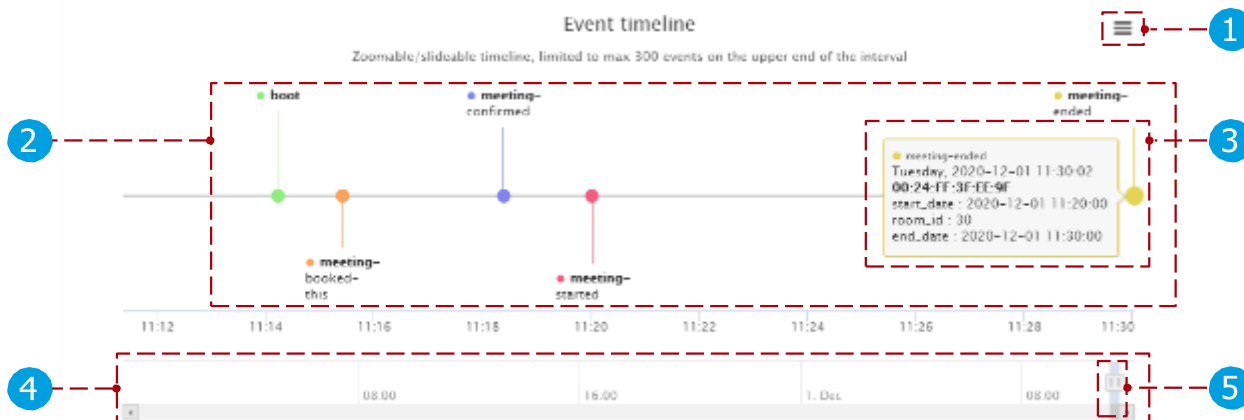 Event timeline
1
Zoomable/slideable timeline, limited to max 300 events on the upper end of the interval
boot
meeting-
confirmed
meeting-
ended
2
3
meeting-ended
Tuesday, 2020-12-01 11:30:02
00:24:FF:3F:EE:9F
start_date : 2020-12-01 11:20:00
room_id : 30
end_date : 2020-12-01 11:30:00
meeting-
booked-
this
meeting-
started
11:12 11:14 11:16 11:18 11:20 11:22 11:24 11:26 11:28 11:30
4
08:00 16:00 1. Dec 08:00
5